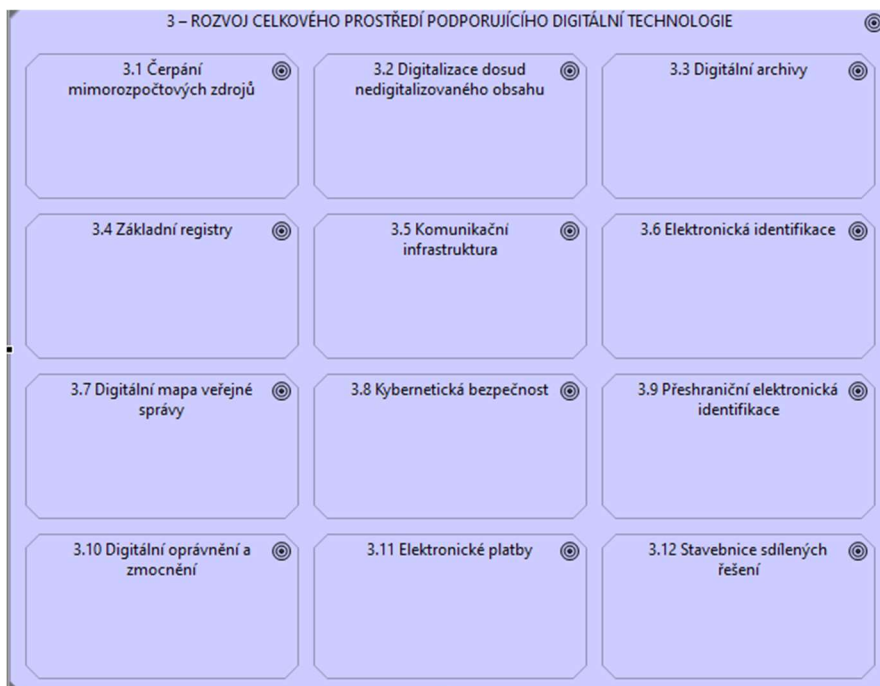 3 – ROZVOJ CELKOVÉHO PROSTŘEDÍ PODPORUJÍCÍHO DIGITÁLNÍ TECHNOLOGIE
3.1 Čerpání
mimorozpočtových zdrojů
3.2 Digitalizace dosud
nedigitalizovaného obsahu
3.3 Digitální archivy
3.4 Základní registry
3.5 Komunikační
infrastruktura
3.6 Elektronická identifikace
3.7 Digitální mapa veřejné
správy
3.8 Kybernetická bezpečnost
3.9 Přeshraniční elektronická
identifikace
3.10 Digitální oprávnění a
zmocnění
3.11 Elektronické platby
3.12 Stavebnice sdílených
řešení